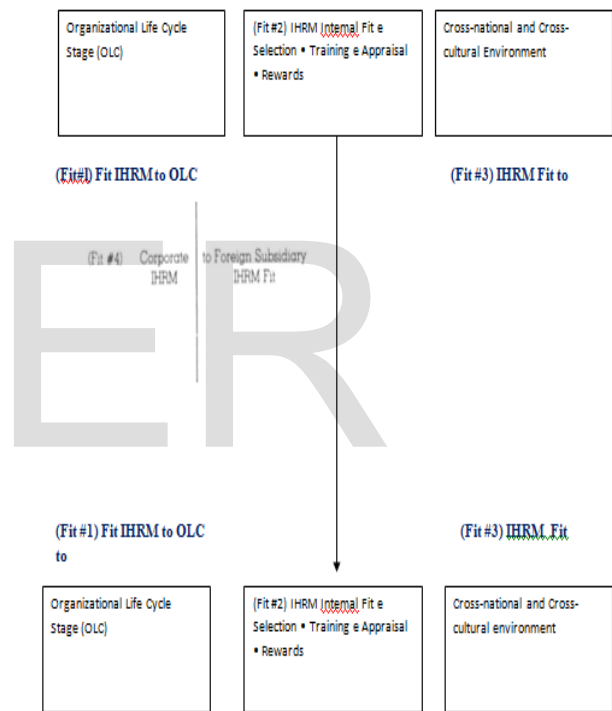 Organizational Life Cycle
Stage (OLC)
(Fit #2) IHRM Intemal Fit e
Selection • Training e Appraisal
• Rewards
Cross-national and Cross-
cultural Environment
(Fit#l) Fit IHRM to OLC
(Fit #3) IHRM Fit to
(Fit #4) Corporate to Foreign Subsidiary
IHRM IHRM Fit
ER
(Fit #1) Fit IHRM to OLC
to
(Fit #3) IHRM Fit
Organizational Life Cycle
Stage (OLC)
(Fit #2) IHRM Intemal Fit e
Selection • Training e Appraisal
• Rewards
Cross-national and Cross-
cultural environment